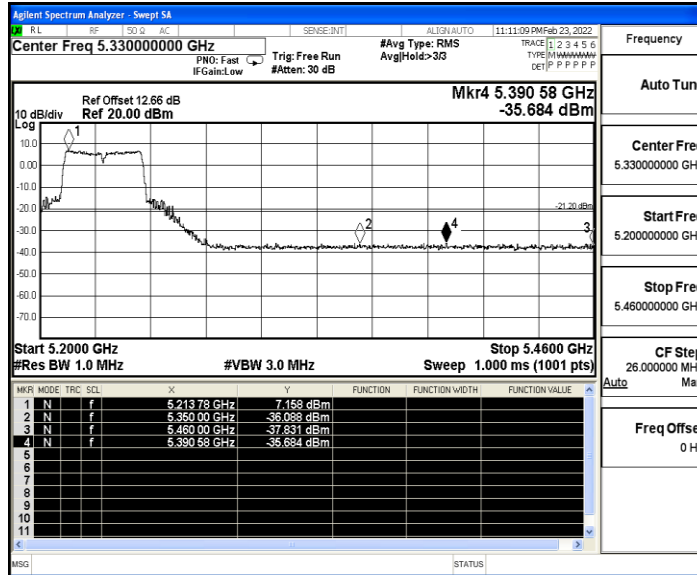 Agilent Spectrum Analyzer - Swept SA
RL RF 50 Ω AC SENSE:INT ALIGN AUTO 11:11:09 PM Feb 23, 2022
Center Freq 5.330000000 GHz
PNO: Fast
IFGain:Low
Trig: Free Run
#Atten: 30 dB
#Avg Type: RMS
Avg|Hold:>3/3
TRACE 1 2 3 4 5 6
TYPE
DET P P P P P P
Ref Offset 12.66 dB
10 dB/div Ref 20.00 dBm
Log
Mkr4 5.390 58 GHz
-35.684 dBm
10.0
0.00
-10.0
-20.0
-30.0
-40.0
-50.0
-60.0
-70.0
1
2
4
3
-21.20 dBm
Start 5.2000 GHz
#Res BW 1.0 MHz
#VBW 3.0 MHz
Stop 5.4600 GHz
Sweep 1.000 ms (1001 pts)
MKR MODE TRC SCL X Y FUNCTION FUNCTION WIDTH FUNCTION VALUE
1 N f 5.213 78 GHz 7.158 dBm
2 N f 5.350 00 GHz -36.088 dBm
3 N f 5.460 00 GHz -37.831 dBm
4 N f 5.390 58 GHz -35.684 dBm
5
6
7
8
9
10
11
MSG STATUS
Frequency
Auto Tun
Center Fre
5.330000000 GH
Start Fre
5.200000000 GH
Stop Fre
5.460000000 GH
CF Ste
26.000000 MH
Auto Ma
Freq Offse
0 H